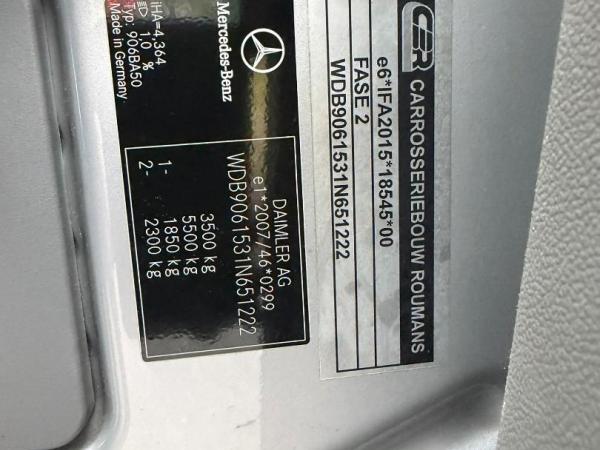 CBR CARROSSERIEBOUW ROUMANS
e6*IFA2015*18545*00
FASE 2
WDB9061531N651222
Mercedes-Benz
DAIMLER AG
e1*2007/46*0299
WDB9061531N651222
3500 kg
5500 kg
1- 1850 kg
2- 2300 kg
iHA=4,364
1,0 %
Typ: 906BA50
Made in Germany